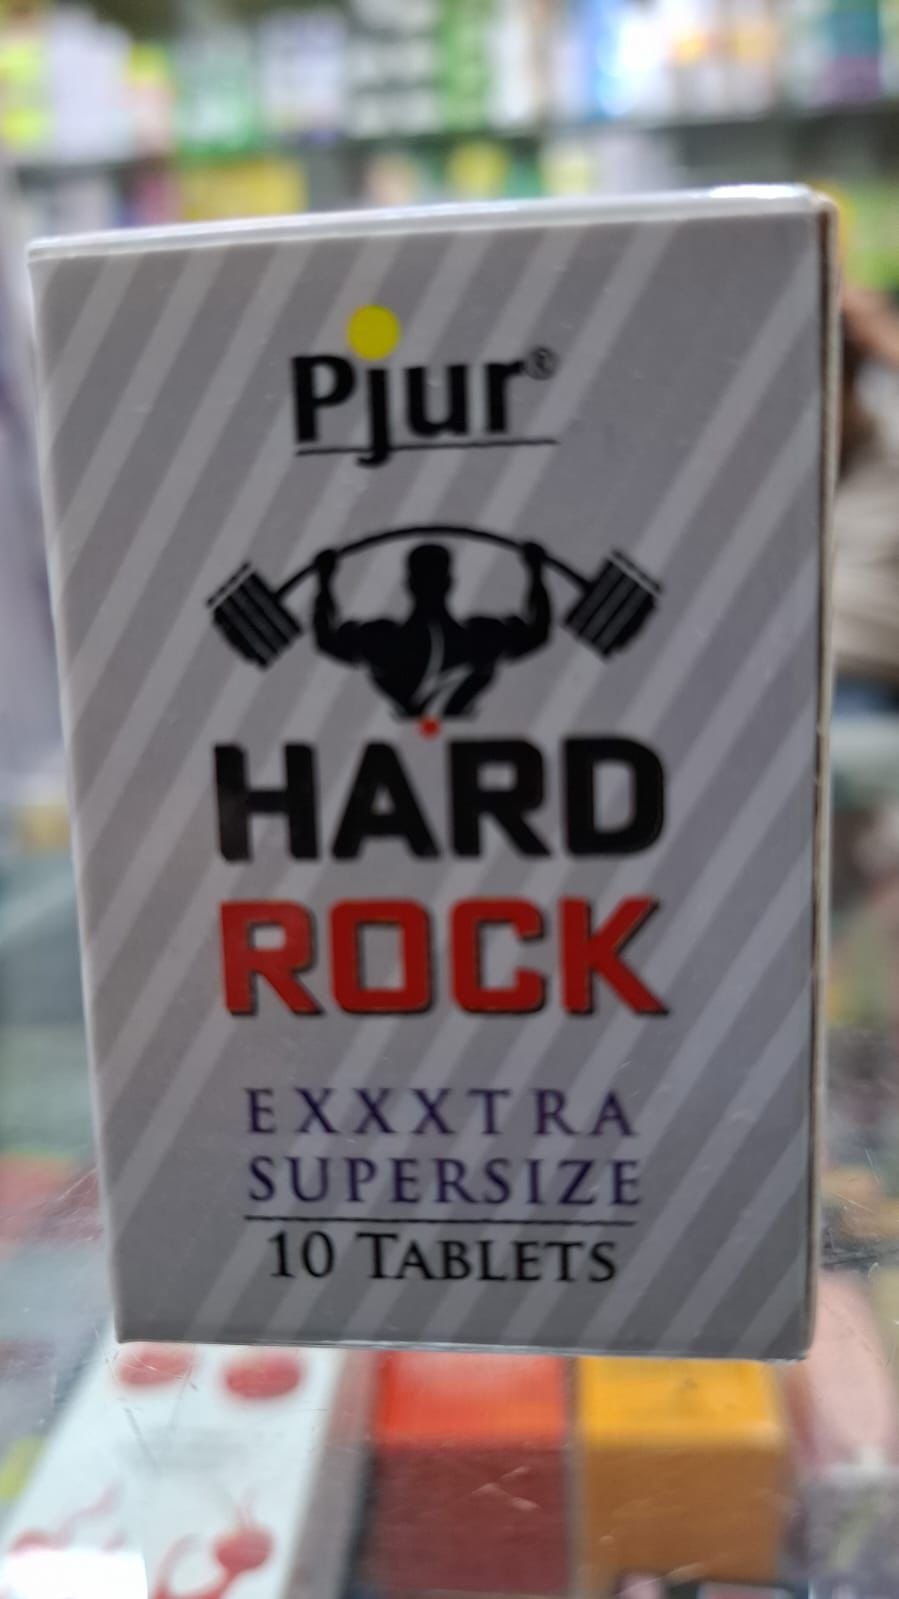 Pjur®
HARD
ROCK
EXXXTRA
SUPERSIZE
10 TABLETS